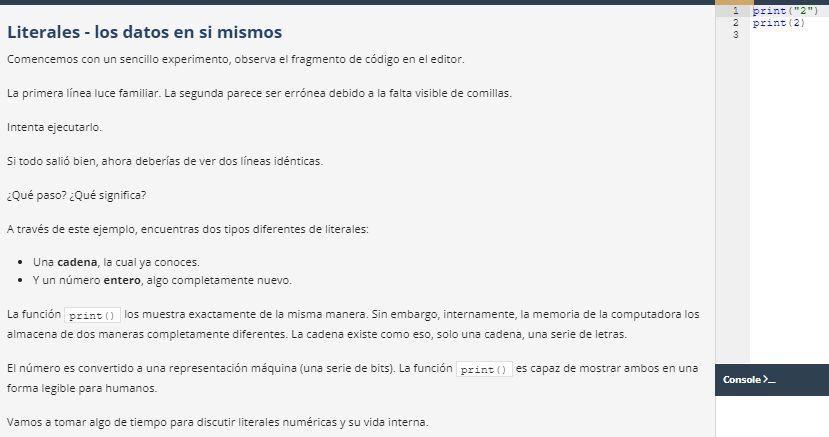 Literales - los datos en si mismos
Comencemos con un sencillo experimento, observa el fragmento de código en el editor.
La primera línea luce familiar. La segunda parece ser errónea debido a la falta visible de comillas.
Intenta ejecutarlo.
Si todo salió bien, ahora deberías de ver dos líneas idénticas.
¿Qué paso? ¿Qué significa?
A través de este ejemplo, encuentras dos tipos diferentes de literales:
• Una cadena, la cual ya conoces.
• Y un número entero, algo completamente nuevo.
La función print() los muestra exactamente de la misma manera. Sin embargo, internamente, la memoria de la computadora los
almacena de dos maneras completamente diferentes. La cadena existe como eso, solo una cadena, una serie de letras.
El número es convertido a una representación máquina (una serie de bits). La función print() es capaz de mostrar ambos en una
forma legible para humanos.
Vamos a tomar algo de tiempo para discutir literales numéricas y su vida interna.
1 print("2")
2 print(2)
3
Console >_